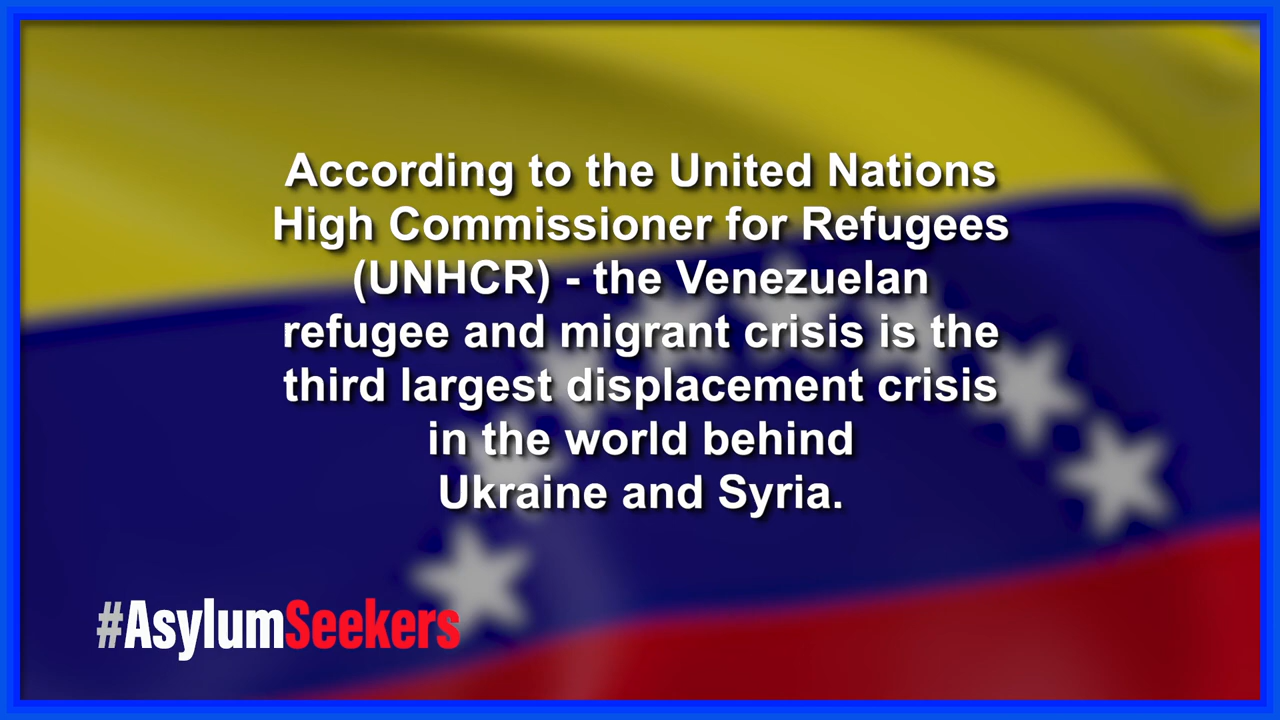 According to the United Nations
High Commissioner for Refugees
(UNHCR) - the Venezuelan
refugee and migrant crisis is the
third largest displacement crisis
in the world behind
Ukraine and Syria.
#AsylumSeekers